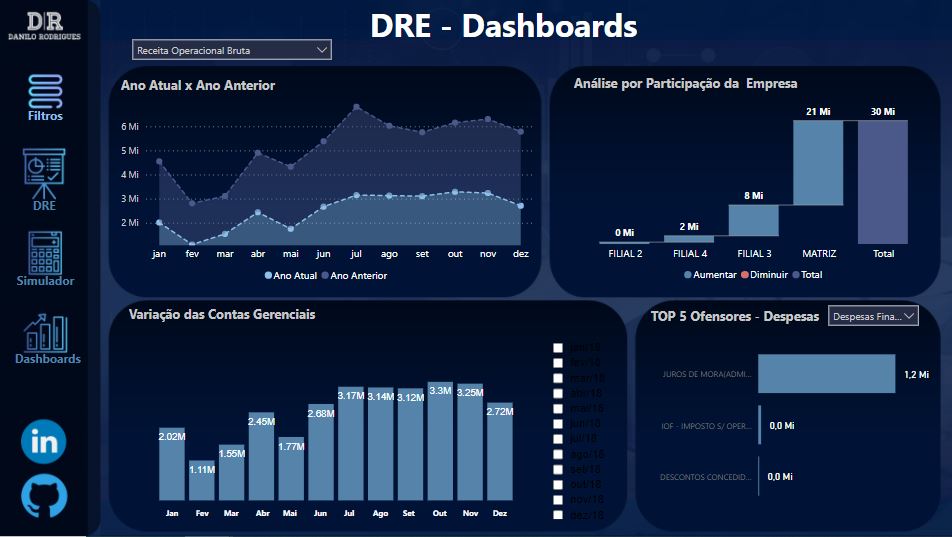 DR
DANILO RODRIGUES
Filtros
DRE
Simulador
Dashboards
in
DRE - Dashboards
Receita Operacional Bruta
Ano Atual x Ano Anterior
6 Mi
5 Mi
4 Mi
3 Mi
2 Mi
jan fev mar abr mai jun jul ago set out nov dez
Ano Atual Ano Anterior
Análise por Participação da Empresa
0 Mi 2 Mi 8 Mi 21 Mi 30 Mi
FILIAL 2 FILIAL 4 FILIAL 3 MATRIZ Total
Aumentar Diminuir Total
Variação das Contas Gerenciais
2.02M 1.11M 1.55M 2.45M 1.77M 2.68M 3.17M 3.14M 3.12M 3.3M 3.25M 2.72M
Jan Fev Mar Abr Mai Jun Jul Ago Set Out Nov Dez
jan/18
fev/18
mar/18
abr/18
mai/18
jun/18
jul/18
ago/18
set/18
out/18
nov/18
dez/18
TOP 5 Ofensores - Despesas
Despesas Fina...
JUROS DE MORA(ADMI... 1,2 Mi
IOF - IMPOSTO S/ OPER... 0,0 Mi
DESCONTOS CONCEDID... 0,0 Mi